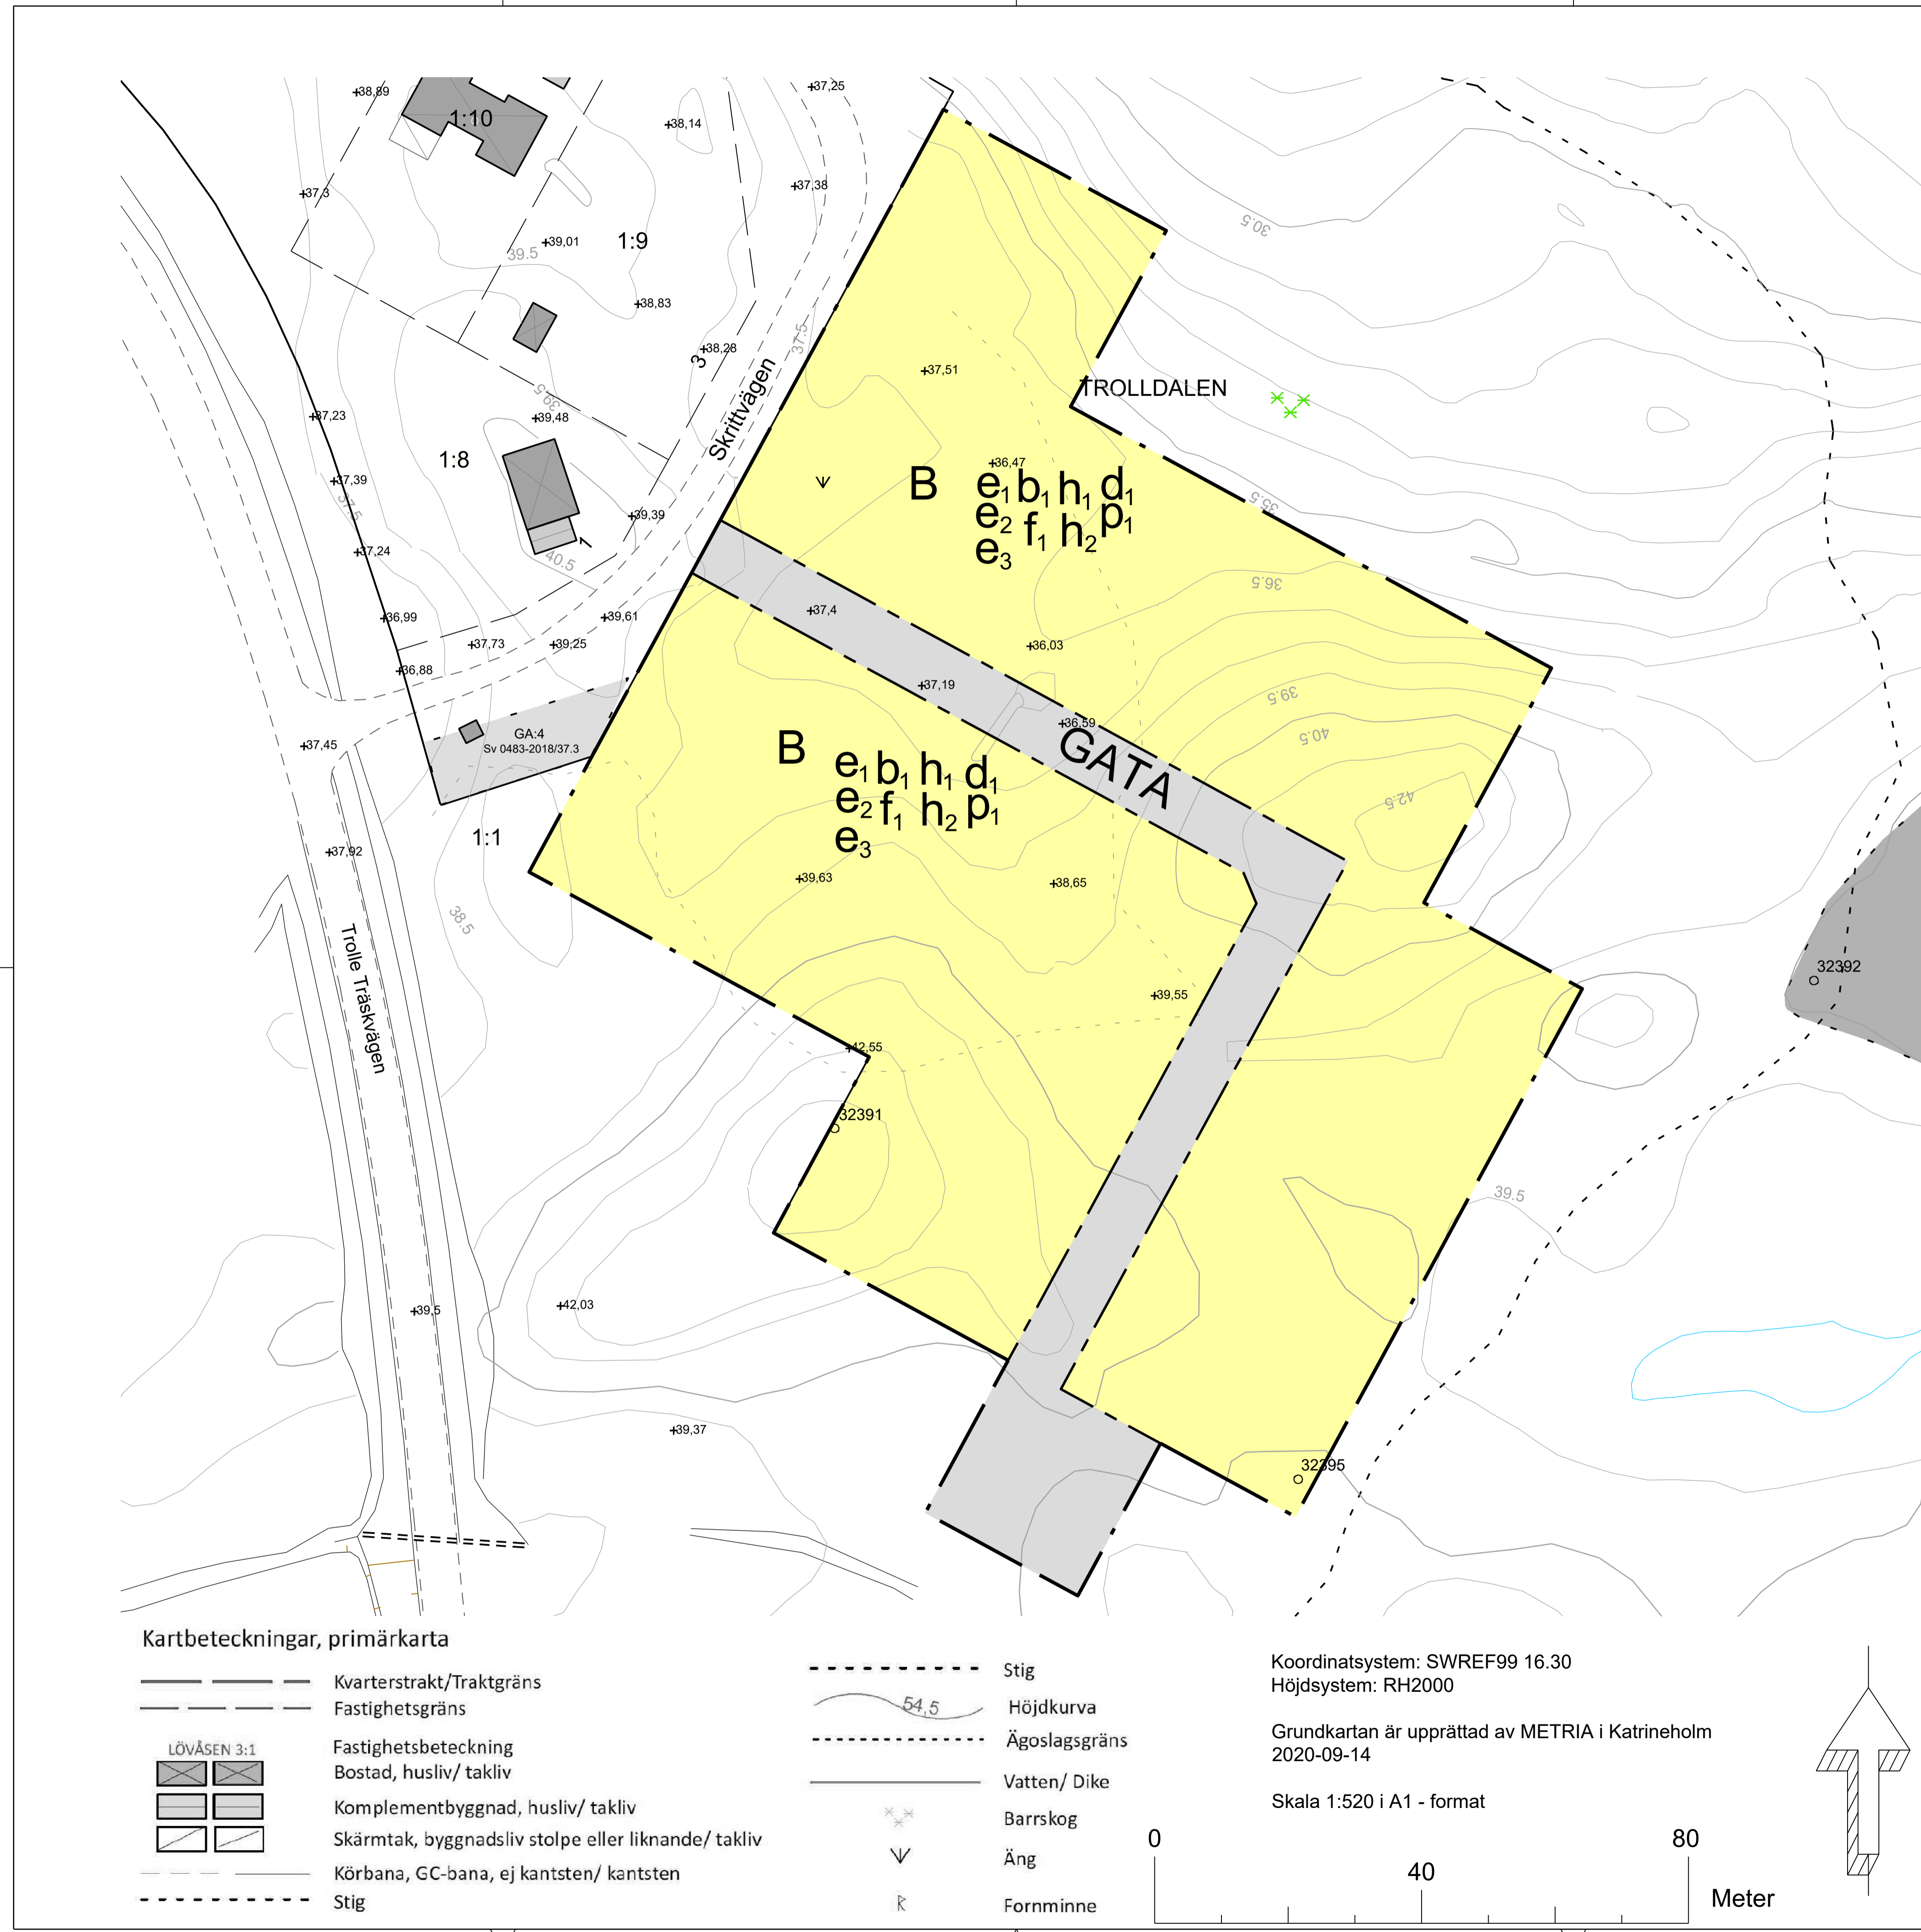 38,89
37,25
1:10
38,14
37,3
37,38
30.5
39,01
1:9
39.5
38,83
37.5
38,28
3
37,51
Skrittvägen
TROLLDALEN
39.5
37,23
39,48
1:8
36,47
B
e1 b1 h1 d1
e2 f1 h2 p1
e3
35.5
37,39
37.5
39,39
1
37,24
40.5
36.5
36,99
37,4
39,61
37,73
39,25
36,03
36,88
37,19
39.5
GA:4
Sv 0483-2018/37.3
37,45
36,59
GATA
40.5
B
e1 b1 h1 d1
e2 f1 h2 p1
e3
42.5
1:1
37,92
39,63
38,65
38.5
Trolle Träskvägen
32392
39,55
42,55
32391
39.5
42,03
39,5
39,37
32395
Kartbeteckningar, primärkarta
Kvarterstrakt/Traktgräns
Fastighetsgräns
LÖVÅSEN 3:1
Fastighetsbeteckning
Bostad, husliv/ takliv
Komplementbyggnad, husliv/ takliv
Skärmtak, byggnadsliv stolpe eller liknande/ takliv
Körbana, GC-bana, ej kantsten/ kantsten
Stig
Stig
54,5
Höjdkurva
Ägoslagsgräns
Vatten/ Dike
Barrskog
Äng
Fornminne
Koordinatsystem: SWREF99 16.30
Höjdsystem: RH2000
Grundkartan är upprättad av METRIA i Katrineholm
2020-09-14
Skala 1:520 i A1 - format
0
80
40
Meter